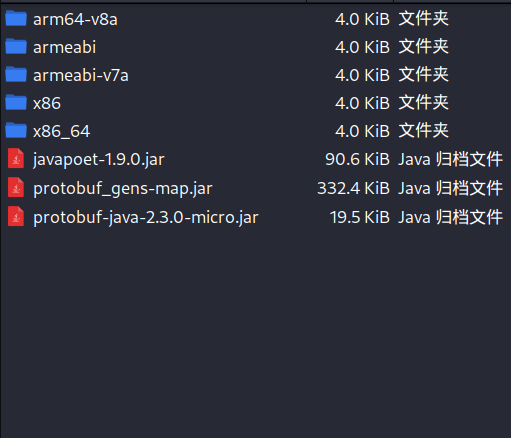 arm64-v8a 4.0 KiB 文件夹
armeabi 4.0 KiB 文件夹
armeabi-v7a 4.0 KiB 文件夹
x86 4.0 KiB 文件夹
x86_64 4.0 KiB 文件夹
javapoet-1.9.0.jar 90.6 KiB Java 归档文件
protobuf_gens-map.jar 332.4 KiB Java 归档文件
protobuf-java-2.3.0-micro.jar 19.5 KiB Java 归档文件